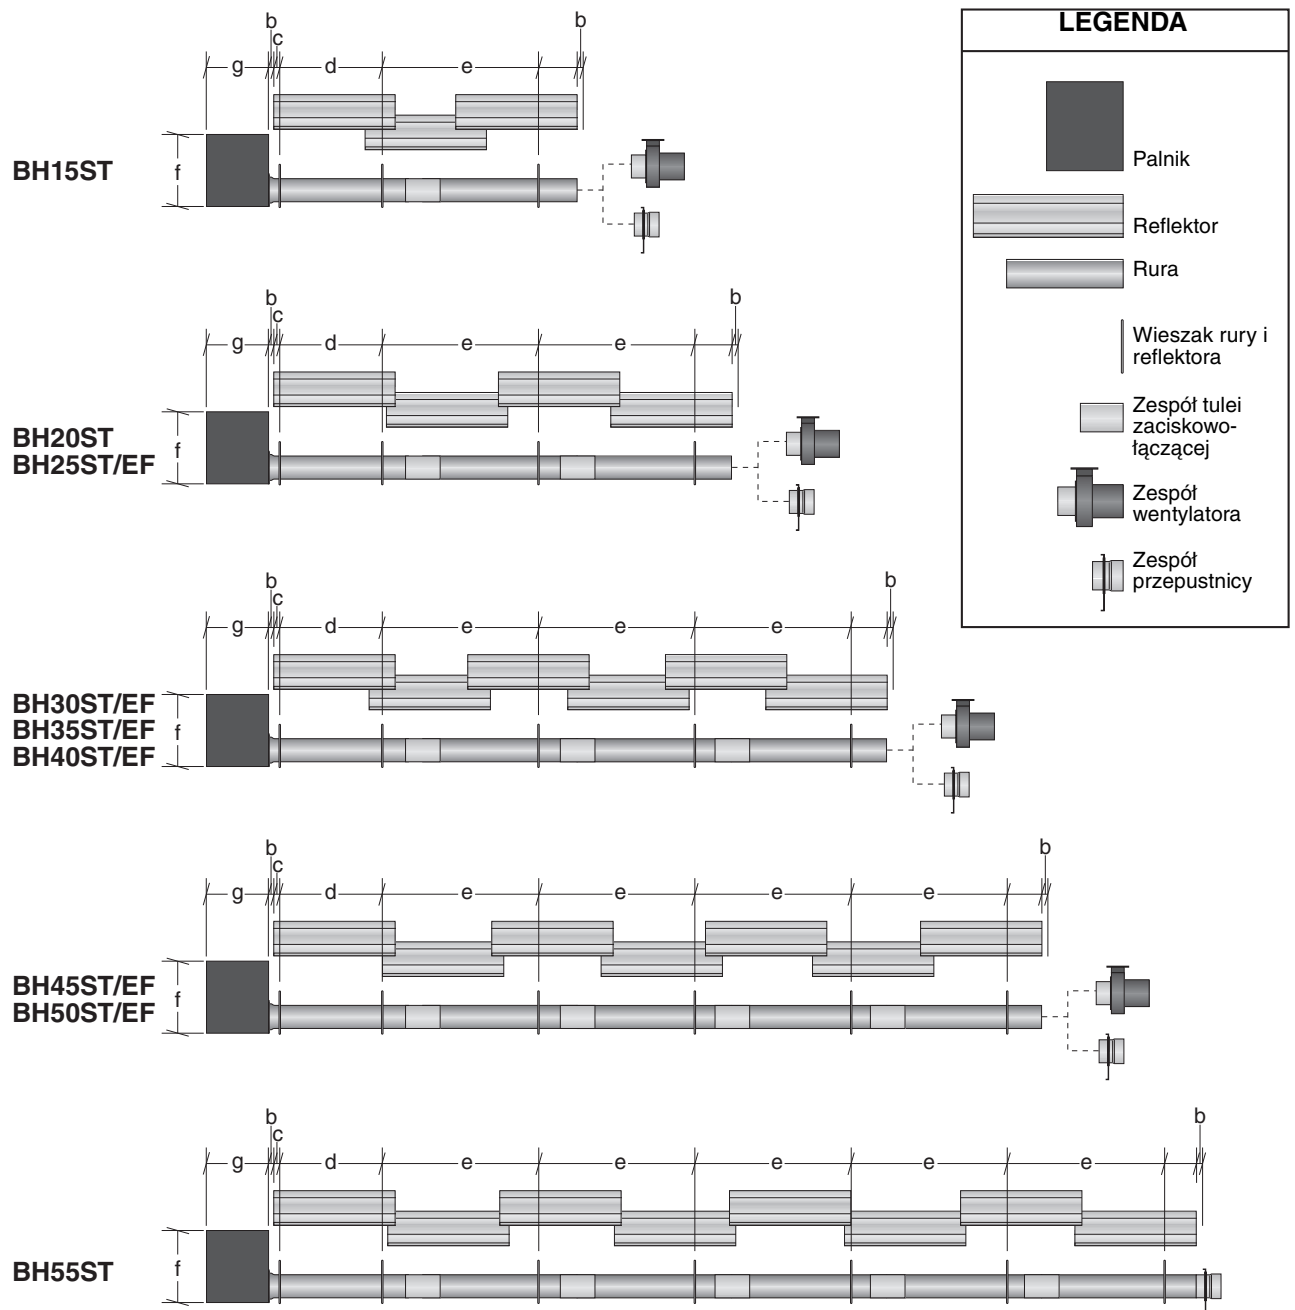 b
b
c
g
d
e
BH15ST
f
b
b
c
g
d
e
e
BH20ST
BH25ST/EF
f
b
b
c
g
d
e
e
e
BH30ST/EF
BH35ST/EF
BH40ST/EF
f
b
b
c
g
d
e
e
e
e
BH45ST/EF
BH50ST/EF
f
b
b
c
g
d
e
e
e
e
e
BH55ST
f
LEGENDA
Palnik
Reflektor
Rura
Wieszak rury i
reflektora
Zespół tulei
zaciskowo-
łączącej
Zespół
wentylatora
Zespół
przepustnicy